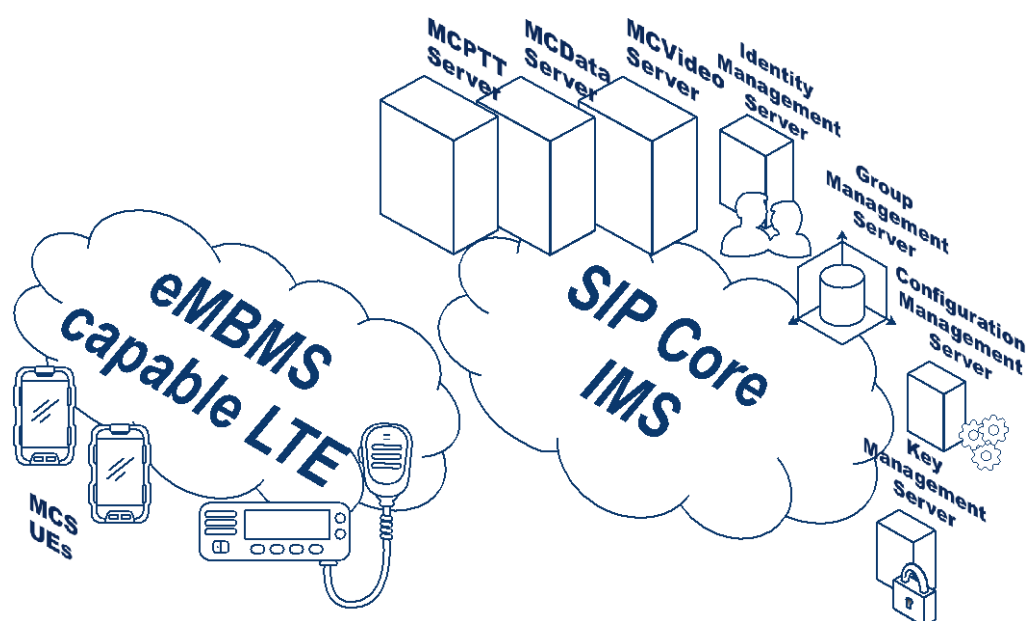 MCPTT
Server
MCData
Server
MCVideo
Server
Identity
Management
Server
Group
Management
Server
Configuration
Management
Server
Key
Management
Server
SIP Core
IMS
eMBMS
capable LTE
MCS
UEs